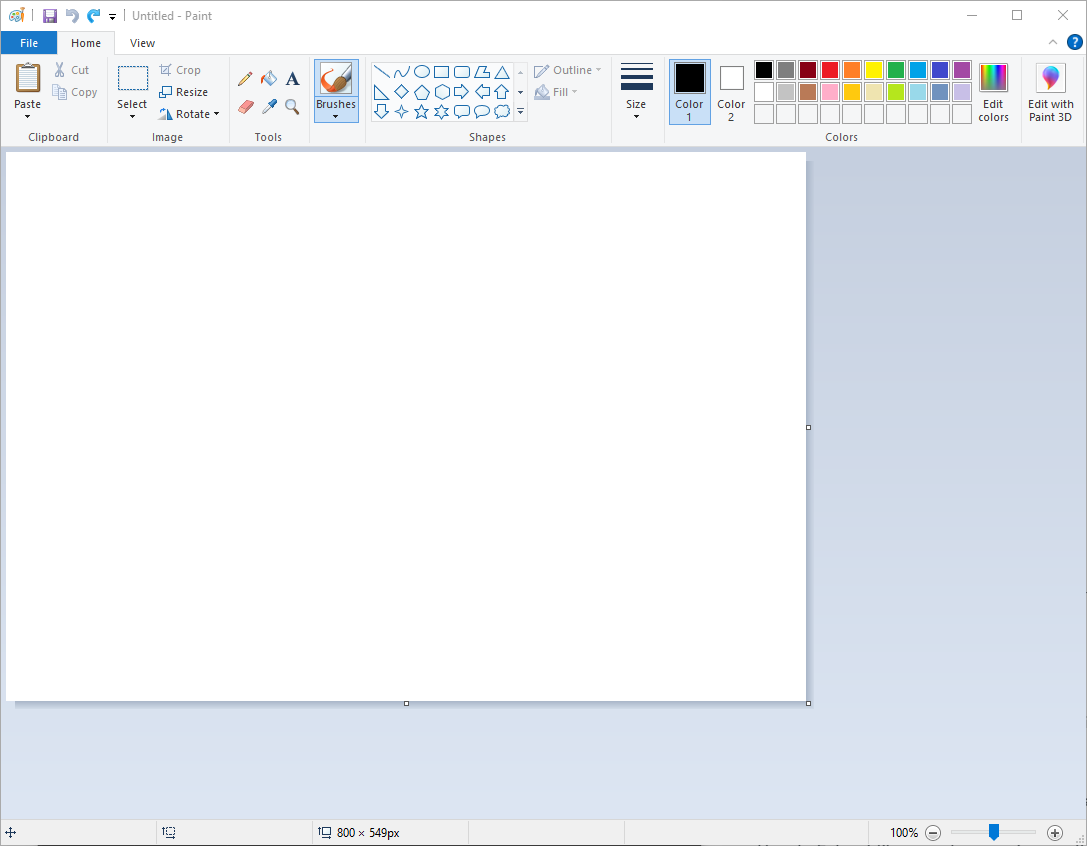 Untitled - Paint
File Home View
Paste
Cut
Copy
Clipboard
Select
Crop
Resize
Rotate
Image
A
Tools
Brushes
Outline
Fill
Shapes
Size
Color 1
Color 2
Edit colors
Colors
Edit with Paint 3D
?
800 × 549px
100%